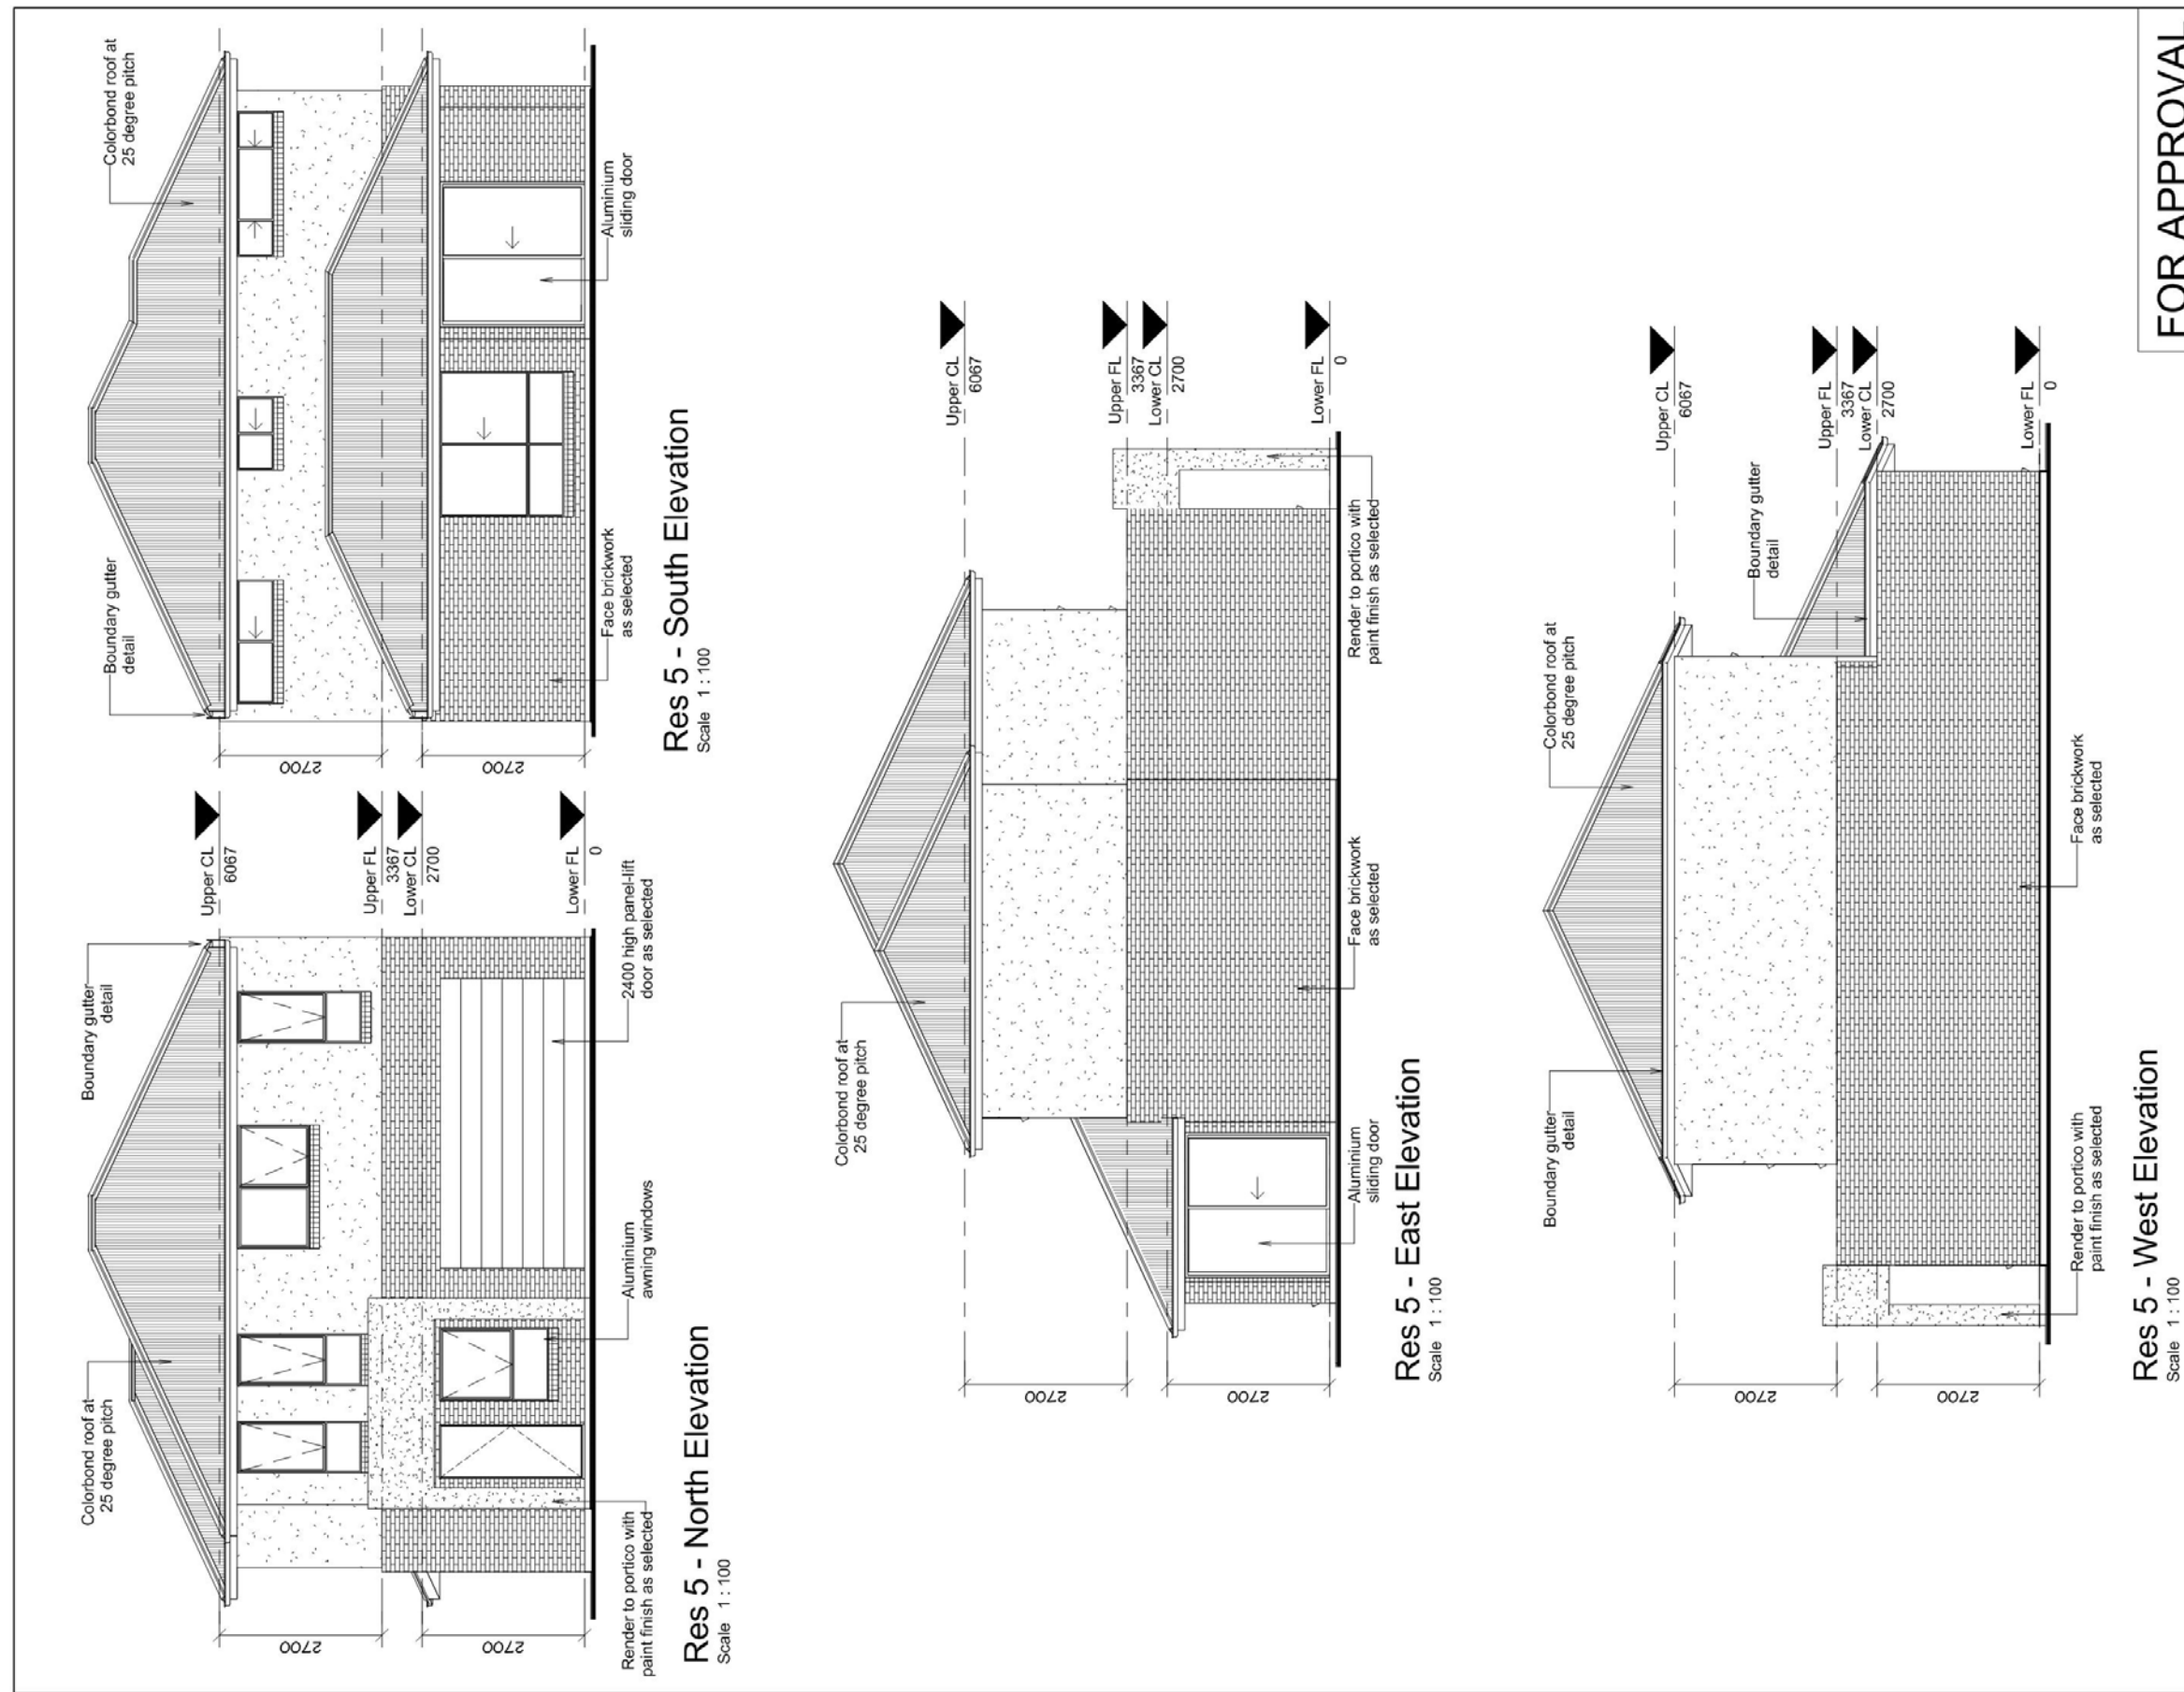 Colorbond roof at
25 degree pitch
Boundary gutter
detail
Upper CL
6067
Upper FL
3367
Lower CL
2700
Lower FL
0
2700
2700
Render to portico with
paint finish as selected
Aluminium
awning windows
2400 high panel-lift
door as selected
Res 5 - North Elevation
Scale 1 : 100
Boundary gutter
detail
Colorbond roof at
25 degree pitch
2700
2700
Face brickwork
as selected
Aluminium
sliding door
Res 5 - South Elevation
Scale 1 : 100
Colorbond roof at
25 degree pitch
Upper CL
6067
Upper FL
3367
Lower CL
2700
Lower FL
0
2700
2700
Aluminium
sliding door
Face brickwork
as selected
Render to portico with
paint finish as selected
Res 5 - East Elevation
Scale 1 : 100
Boundary gutter
detail
Colorbond roof at
25 degree pitch
Boundary gutter
detail
Upper CL
6067
Upper FL
3367
Lower CL
2700
Lower FL
0
2700
2700
Render to portico with
paint finish as selected
Face brickwork
as selected
Res 5 - West Elevation
Scale 1 : 100
FOR APPROVAL